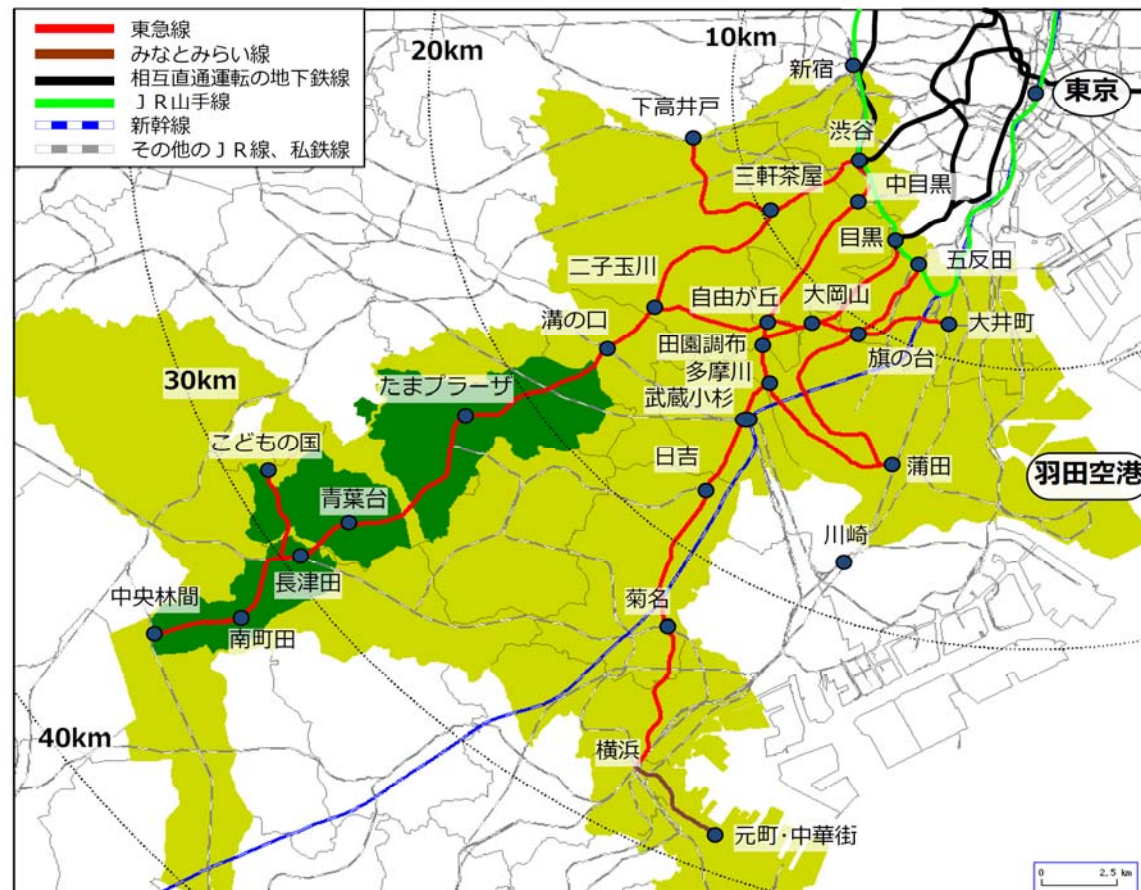 東急線
みなとみらい線
相互直通運転の地下鉄線
ＪＲ山手線
新幹線
その他のＪＲ線、私鉄線
20km
10km
新宿
東京
下高井戸
渋谷
三軒茶屋
中目黒
目黒
五反田
二子玉川
自由が丘
大岡山
溝の口
大井町
田園調布
旗の台
30km
たまプラーザ
多摩川
武蔵小杉
こどもの国
日吉
蒲田
羽田空港
青葉台
川崎
長津田
中央林間
菊名
南町田
40km
横浜
元町･中華街
0 2.5 km